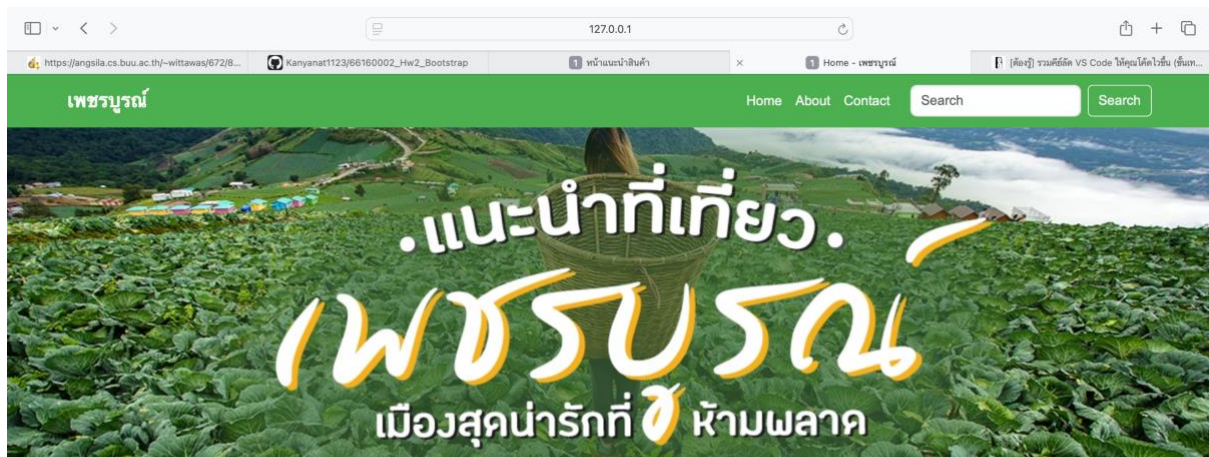 127.0.0.1
https://angsila.cs.buu.ac.th/~wittawas/672/8...
Kanyanat1123/66160002_Hw2_Bootstrap
1 หน้าแนะนำสินค้า
× 1 Home - เพชรบูรณ์
[ต้องรู้] รวมคีย์ลัด VS Code ให้คุณโค้ดไวขึ้น (ขั้นเท...
เพชรบูรณ์
Home About Contact Search Search
• แนะนำที่เที่ยว •
เพชรบูรณ์
เมืองสุดน่ารักที่ ชู ห้ามพลาด